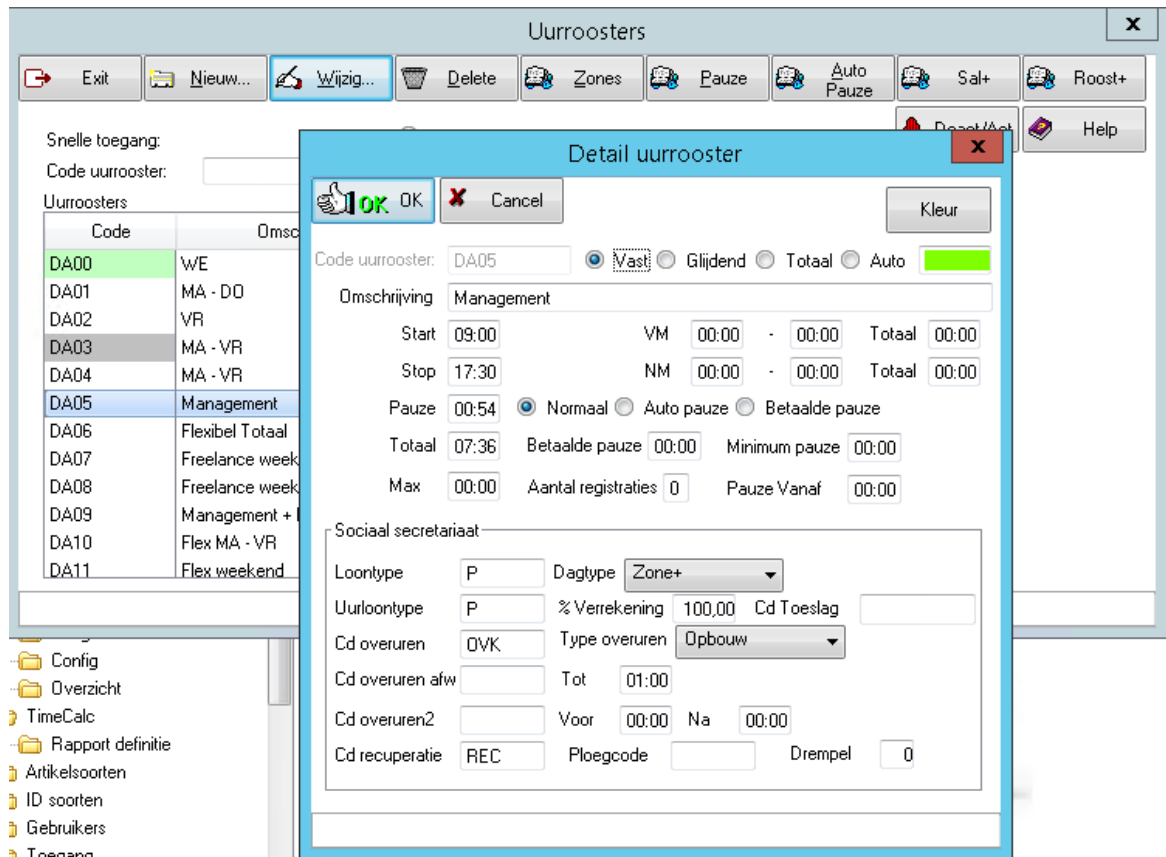 Uurroosters
x
Exit Nieuw... Wijzig... Delete Zones Pauze Auto Pauze Sal+ Roost+
Deact/Act Help
Snelle toegang:
Code uurrooster:
Uurroosters
Code Omsc
DA00 WE
DA01 MA - DO
DA02 VR
DA03 MA - VR
DA04 MA - VR
DA05 Management
DA06 Flexibel Totaal
DA07 Freelance week
DA08 Freelance week
DA09 Management +
DA10 Flex MA - VR
DA11 Flex weekend
Config
Overzicht
TimeCalc
Rapport definitie
Artikelsoorten
ID soorten
Gebruikers
Toegang
Detail uurrooster
x
OK OK Cancel Kleur
Code uurrooster: DA05 Vast Glijdend Totaal Auto
Omschrijving Management
Start 09:00 VM 00:00 - 00:00 Totaal 00:00
Stop 17:30 NM 00:00 - 00:00 Totaal 00:00
Pauze 00:54 Normaal Auto pauze Betaalde pauze
Totaal 07:36 Betaalde pauze 00:00 Minimum pauze 00:00
Max 00:00 Aantal registraties 0 Pauze Vanaf 00:00
Sociaal secretariaat
Loontype P Dagtype Zone+
Uurloontype P % Verrekening 100,00 Cd Toeslag
Cd overuren OVK Type overuren Opbouw
Cd overuren afw Tot 01:00
Cd overuren2 Voor 00:00 Na 00:00
Cd recuperatie REC Ploegcode Drempel 0